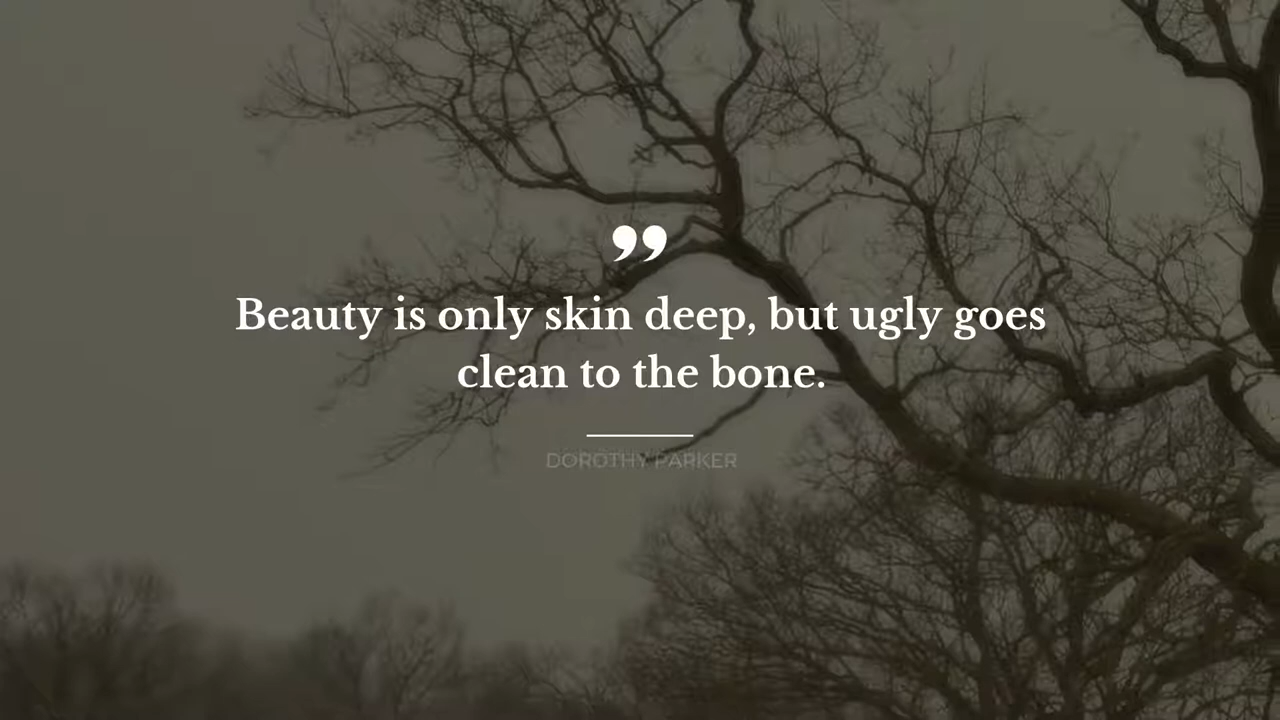 ”
Beauty is only skin deep, but ugly goes
clean to the bone.
DOROTHY PARKER